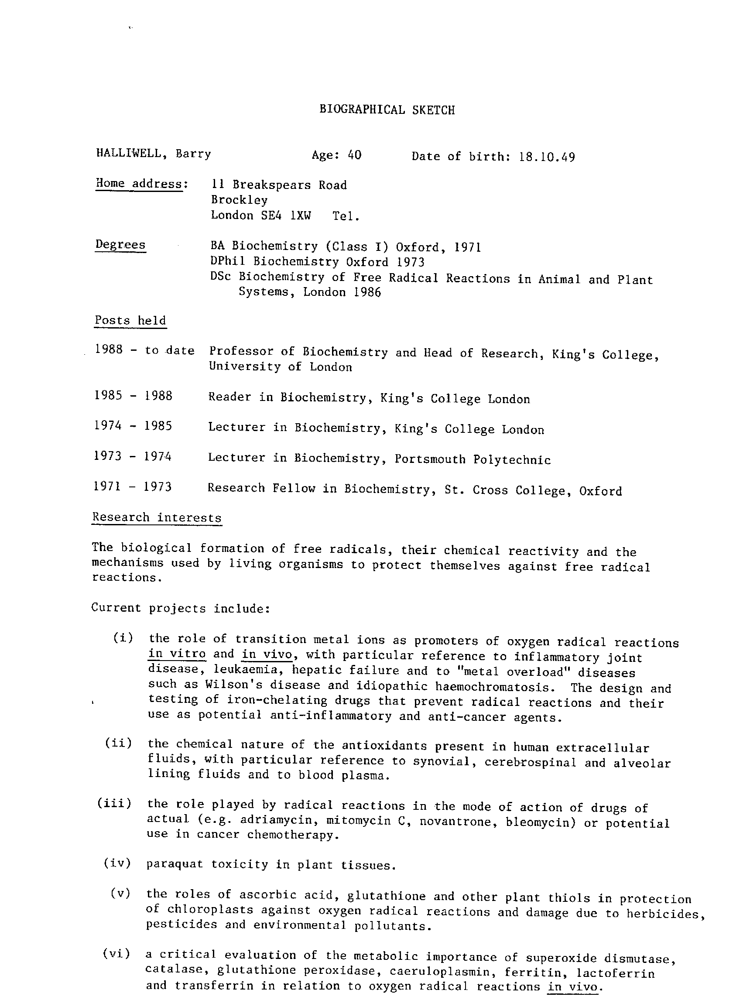 BIOGRAPHICAL SKETCH
HALLIWELL, Barry Age: 40 Date of birth: 18.10.49
Home address: 11 Breakspears Road
Brockley
London SE4 1XW Tel.
Degrees BA Biochemistry (Class I) Oxford, 1971
DPhil Biochemistry Oxford 1973
DSc Biochemistry of Free Radical Reactions in Animal and Plant
Systems, London 1986
Posts held
1988 - to date Professor of Biochemistry and Head of Research, King's College,
University of London
1985 - 1988 Reader in Biochemistry, King's College London
1974 - 1985 Lecturer in Biochemistry, King's College London
1973 - 1974 Lecturer in Biochemistry, Portsmouth Polytechnic
1971 - 1973 Research Fellow in Biochemistry, St. Cross College, Oxford
Research interests
The biological formation of free radicals, their chemical reactivity and the
mechanisms used by living organisms to protect themselves against free radical
reactions.
Current projects include:
(i) the role of transition metal ions as promoters of oxygen radical reactions
in vitro and in vivo, with particular reference to inflammatory joint
disease, leukaemia, hepatic failure and to "metal overload" diseases
such as Wilson's disease and idiopathic haemochromatosis. The design and
testing of iron-chelating drugs that prevent radical reactions and their
use as potential anti-inflammatory and anti-cancer agents.
(ii) the chemical nature of the antioxidants present in human extracellular
fluids, with particular reference to synovial, cerebrospinal and alveolar
lining fluids and to blood plasma.
(iii) the role played by radical reactions in the mode of action of drugs of
actual (e.g. adriamycin, mitomycin C, novantrone, bleomycin) or potential
use in cancer chemotherapy.
(iv) paraquat toxicity in plant tissues.
(v) the roles of ascorbic acid, glutathione and other plant thiols in protection
of chloroplasts against oxygen radical reactions and damage due to herbicides,
pesticides and environmental pollutants.
(vi) a critical evaluation of the metabolic importance of superoxide dismutase,
catalase, glutathione peroxidase, caeruloplasmin, ferritin, lactoferrin
and transferrin in relation to oxygen radical reactions in vivo.